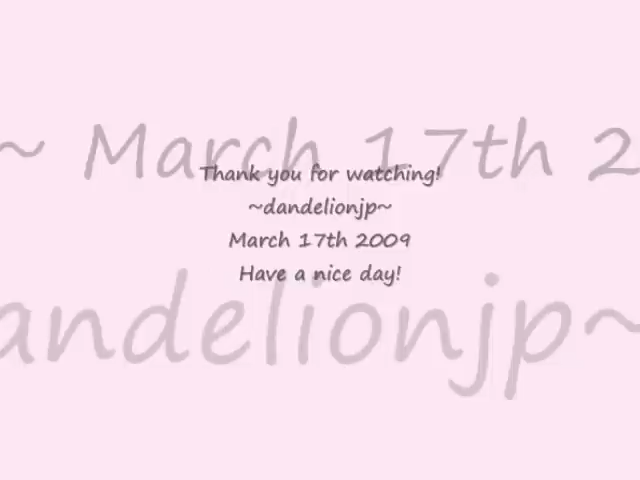 ~ March 17th 2
Thank you for watching!
~dandelionjp~
March 17th 2009
Have a nice day!
andelionjp~